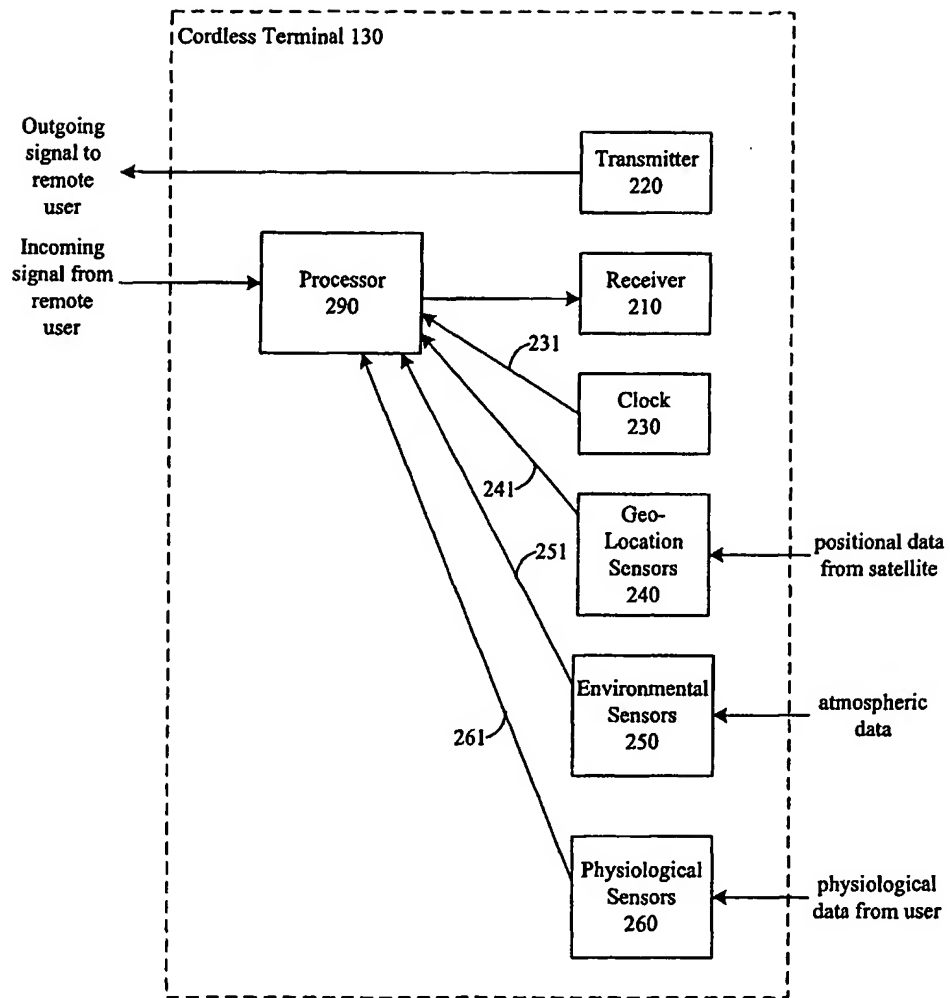 Cordless Terminal 130
Outgoing
signal to
remote
user
Transmitter
220
Incoming
signal from
remote
user
Processor
290
Receiver
210
231
Clock
230
241
Geo-
Location
Sensors
240
positional data
from satellite
251
Environmental
Sensors
250
atmospheric
data
261
Physiological
Sensors
260
physiological
data from user